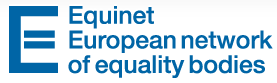 Equinet
European network
of equality bodies